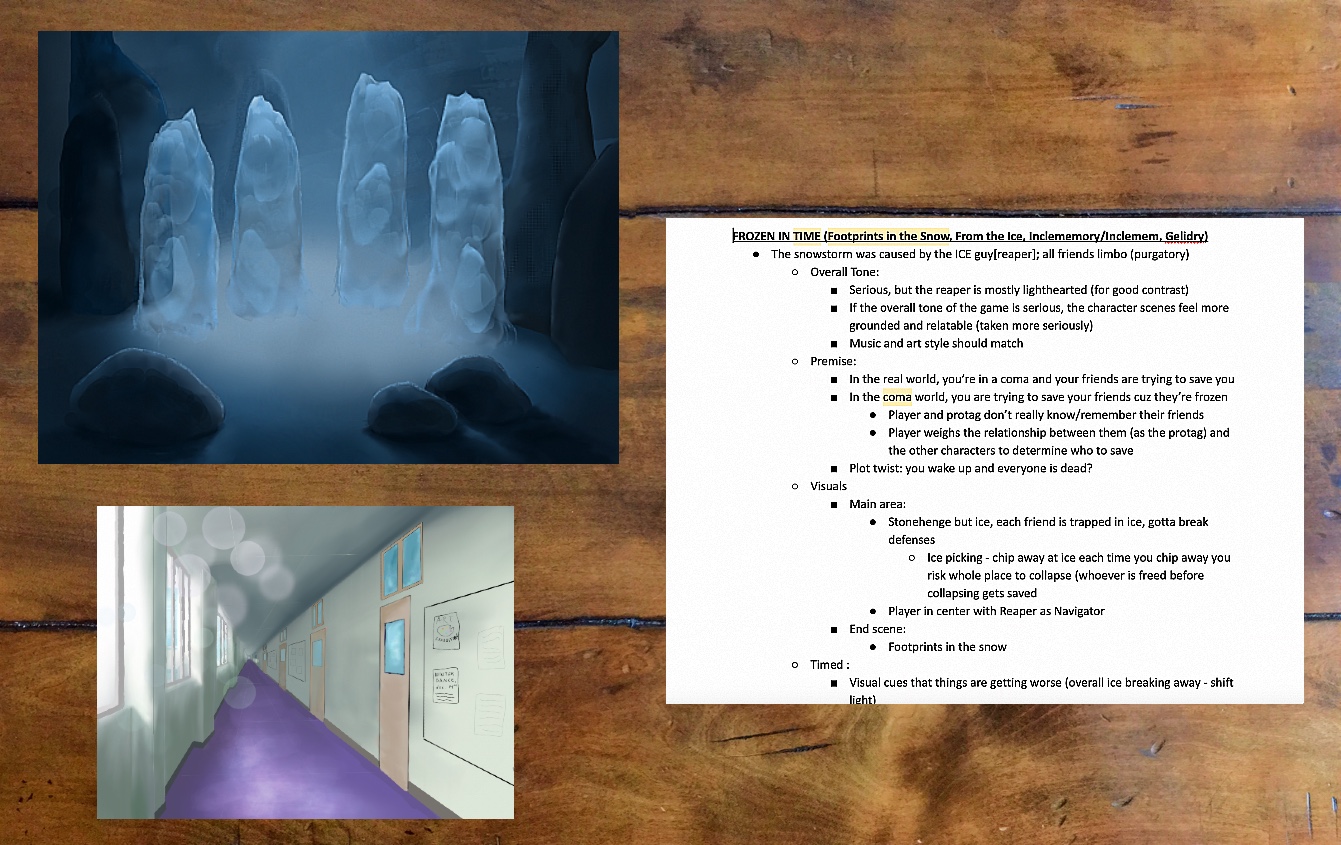 FROZEN IN TIME (Footprints in the Snow, From the Ice, Inclememory/Inclemem, Gelidry)
● The snowstorm was caused by the ICE guy[reaper]; all friends limbo (purgatory)
○ Overall Tone:
■ Serious, but the reaper is mostly lighthearted (for good contrast)
■ If the overall tone of the game is serious, the character scenes feel more
grounded and relatable (taken more seriously)
■ Music and art style should match
○ Premise:
■ In the real world, you're in a coma and your friends are trying to save you
■ In the coma world, you are trying to save your friends cuz they're frozen
● Player and protag don't really know/remember their friends
● Player weighs the relationship between them (as the protag) and
the other characters to determine who to save
■ Plot twist: you wake up and everyone is dead?
○ Visuals
■ Main area:
● Stonehenge but ice, each friend is trapped in ice, gotta break
defenses
○ Ice picking - chip away at ice each time you chip away you
risk whole place to collapse (whoever is freed before
collapsing gets saved
● Player in center with Reaper as Navigator
■ End scene:
● Footprints in the snow
○ Timed :
■ Visual cues that things are getting worse (overall ice breaking away - shift
light)
ART
WINTER